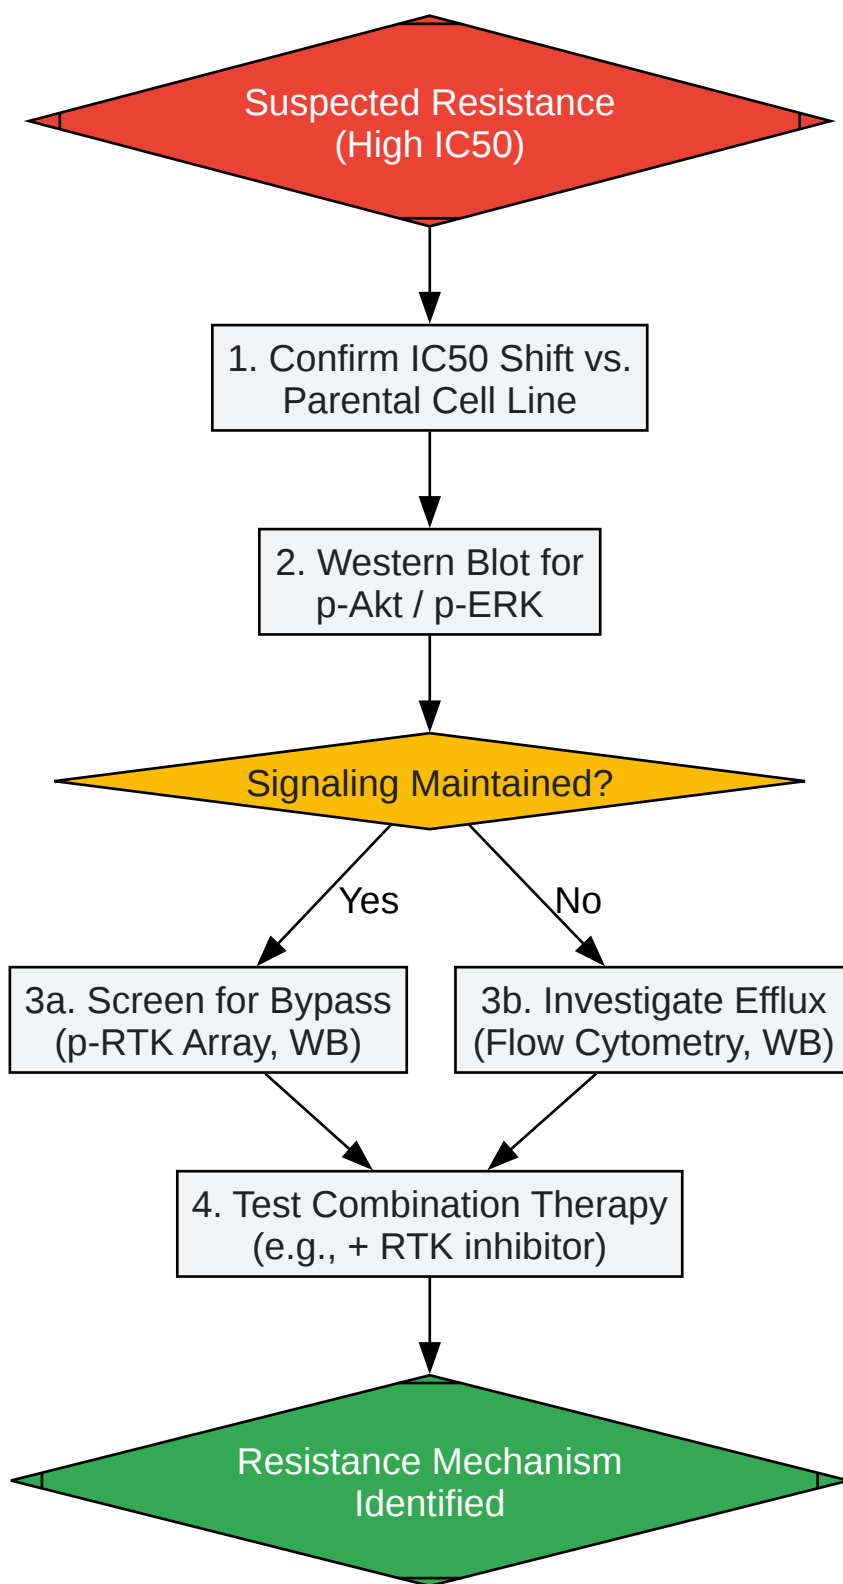 Suspected Resistance
(High IC50)
1. Confirm IC50 Shift vs.
Parental Cell Line
2. Western Blot for
p-Akt / p-ERK
Signaling Maintained?
Yes
No
3a. Screen for Bypass
(p-RTK Array, WB)
3b. Investigate Efflux
(Flow Cytometry, WB)
4. Test Combination Therapy
(e.g., + RTK inhibitor)
Resistance Mechanism
Identified